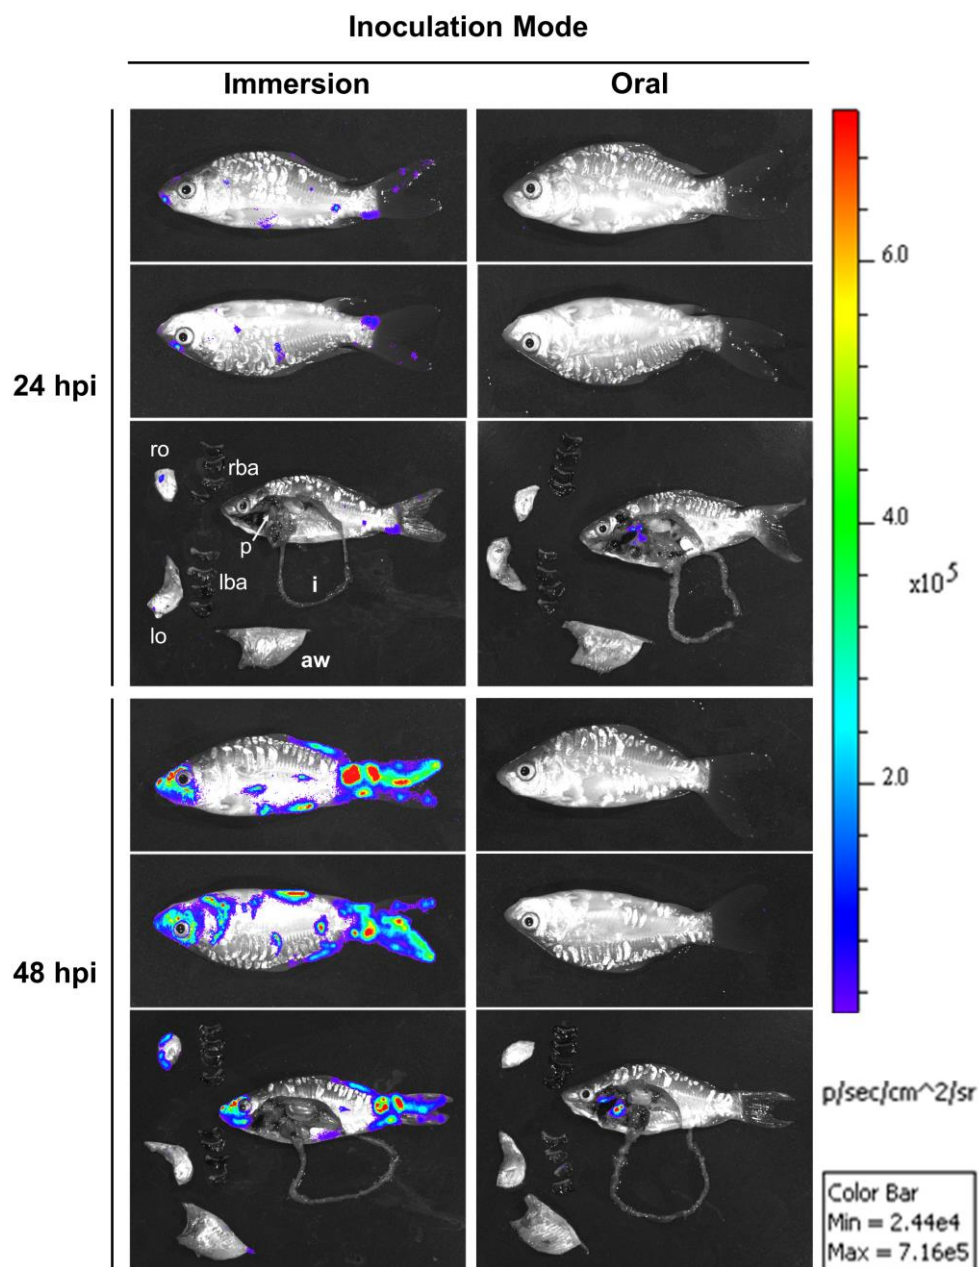 Inoculation Mode
Immersion
Oral
24 hpi
ro
rba
p
lba
i
lo
aw
48 hpi
6.0
4.0
x10^5
2.0
p/sec/cm^2/sr
Color Bar
Min = 2.44e4
Max = 7.16e5